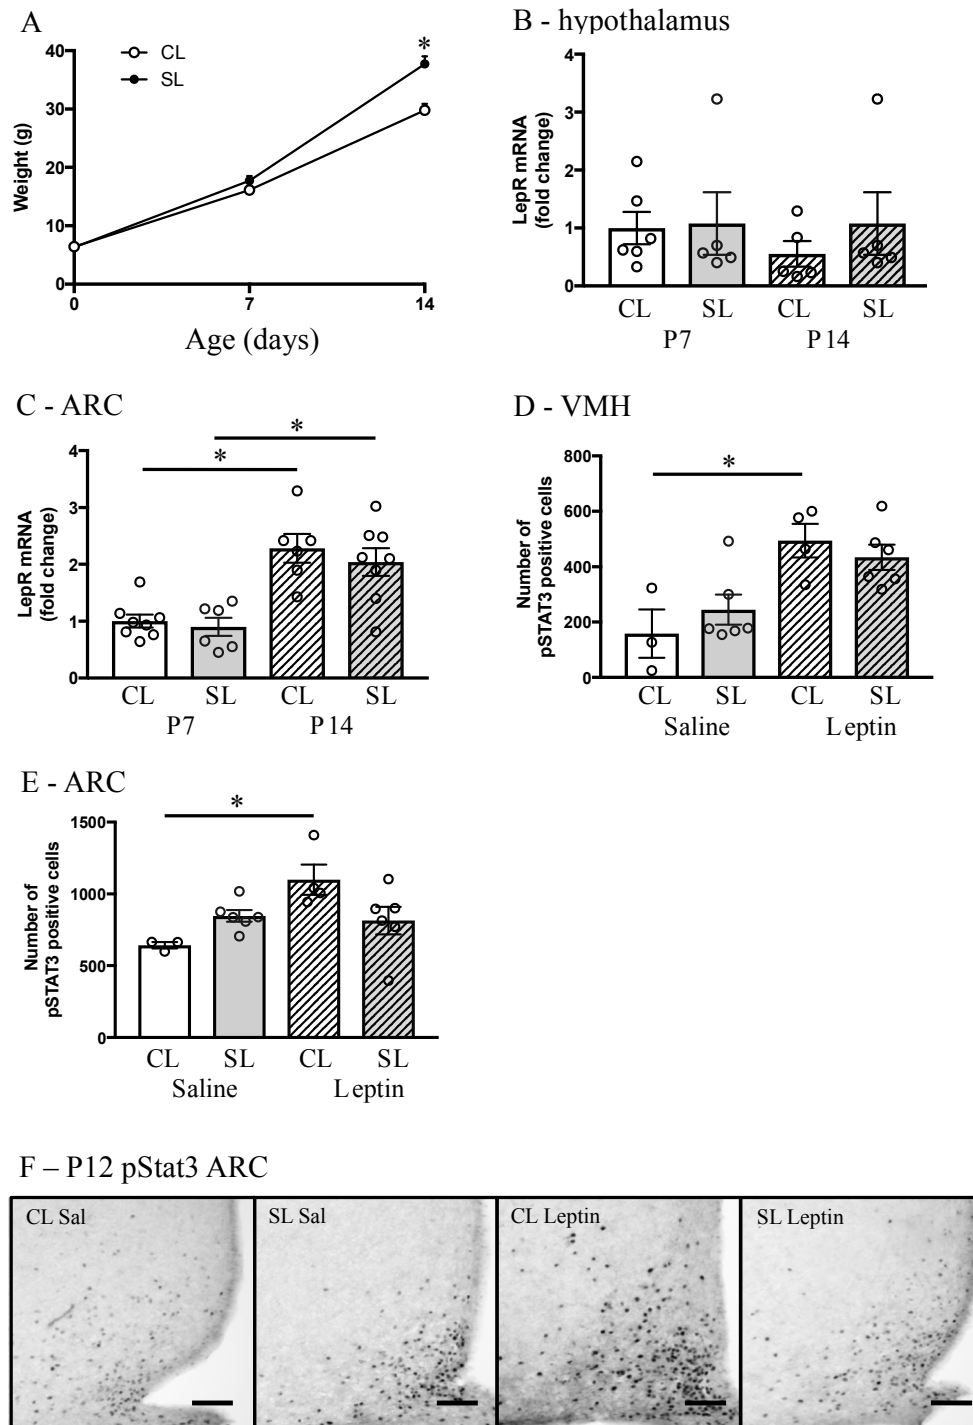 A
*
CL
SL
40
30
20
10
0
Weight (g)
0
7
14
Age (days)
B - hypothalamus
4
3
2
1
0
LepR mRNA
(fold change)
CL
SL
CL
SL
P7
P14
C - ARC
*
*
4
3
2
1
0
LepR mRNA
(fold change)
CL
SL
CL
SL
P7
P14
D - VMH
*
800
600
400
200
0
Number of
pSTAT3 positive cells
CL
SL
CL
SL
Saline
Leptin
E - ARC
*
1500
1000
500
0
Number of
pSTAT3 positive cells
CL
SL
CL
SL
Saline
Leptin
F – P12 pStat3 ARC
CL Sal
SL Sal
CL Leptin
SL Leptin